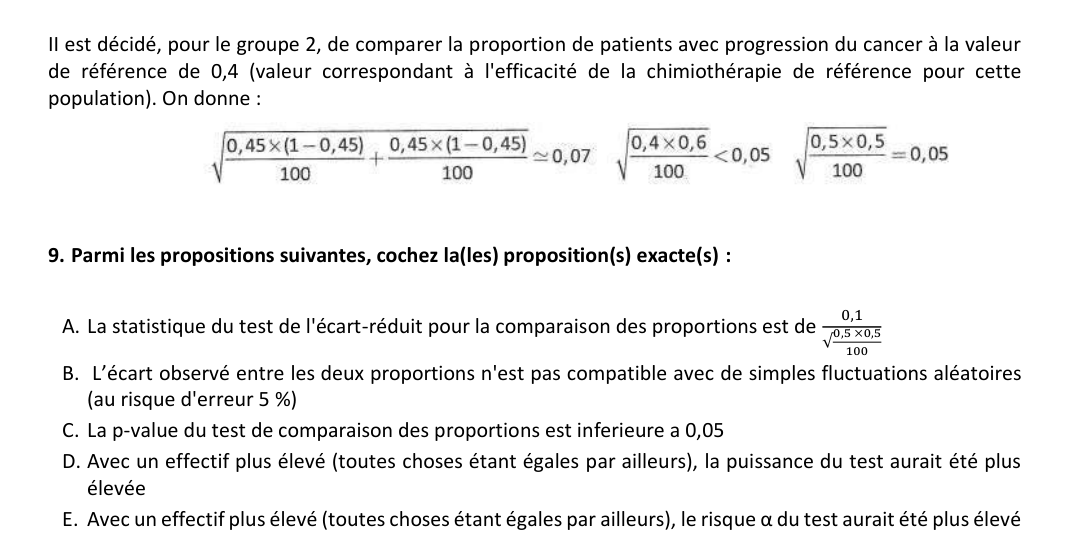 II est décidé, pour le groupe 2, de comparer la proportion de patients avec progression du cancer à la valeur
de référence de 0,4 (valeur correspondant à l'efficacité de la chimiothérapie de référence pour cette
population). On donne :
√(0,45×(1−0,45)/100 + 0,45×(1−0,45)/100) ≃ 0,07 √(0,4×0,6/100) < 0,05 √(0,5×0,5/100) = 0,05
9. Parmi les propositions suivantes, cochez la(les) proposition(s) exacte(s) :
A. La statistique du test de l'écart-réduit pour la comparaison des proportions est de 0,1/√(0,5 ×0,5/100)
B. L’écart observé entre les deux proportions n'est pas compatible avec de simples fluctuations aléatoires
(au risque d'erreur 5 %)
C. La p-value du test de comparaison des proportions est inferieure a 0,05
D. Avec un effectif plus élevé (toutes choses étant égales par ailleurs), la puissance du test aurait été plus
élevée
E. Avec un effectif plus élevé (toutes choses étant égales par ailleurs), le risque α du test aurait été plus élevé